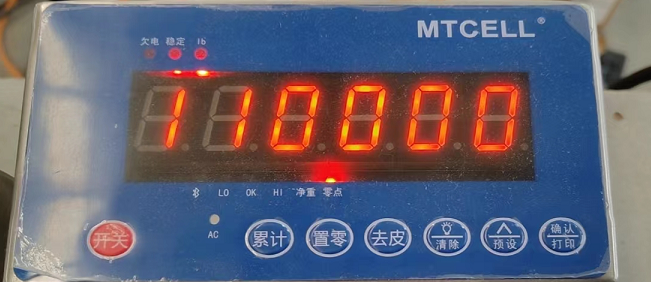 MTCELL®
欠电 稳定 lb
110000
LO OK HI 净重 零点
AC
开关 累计 置零 去皮 清除 预设 确认 打印